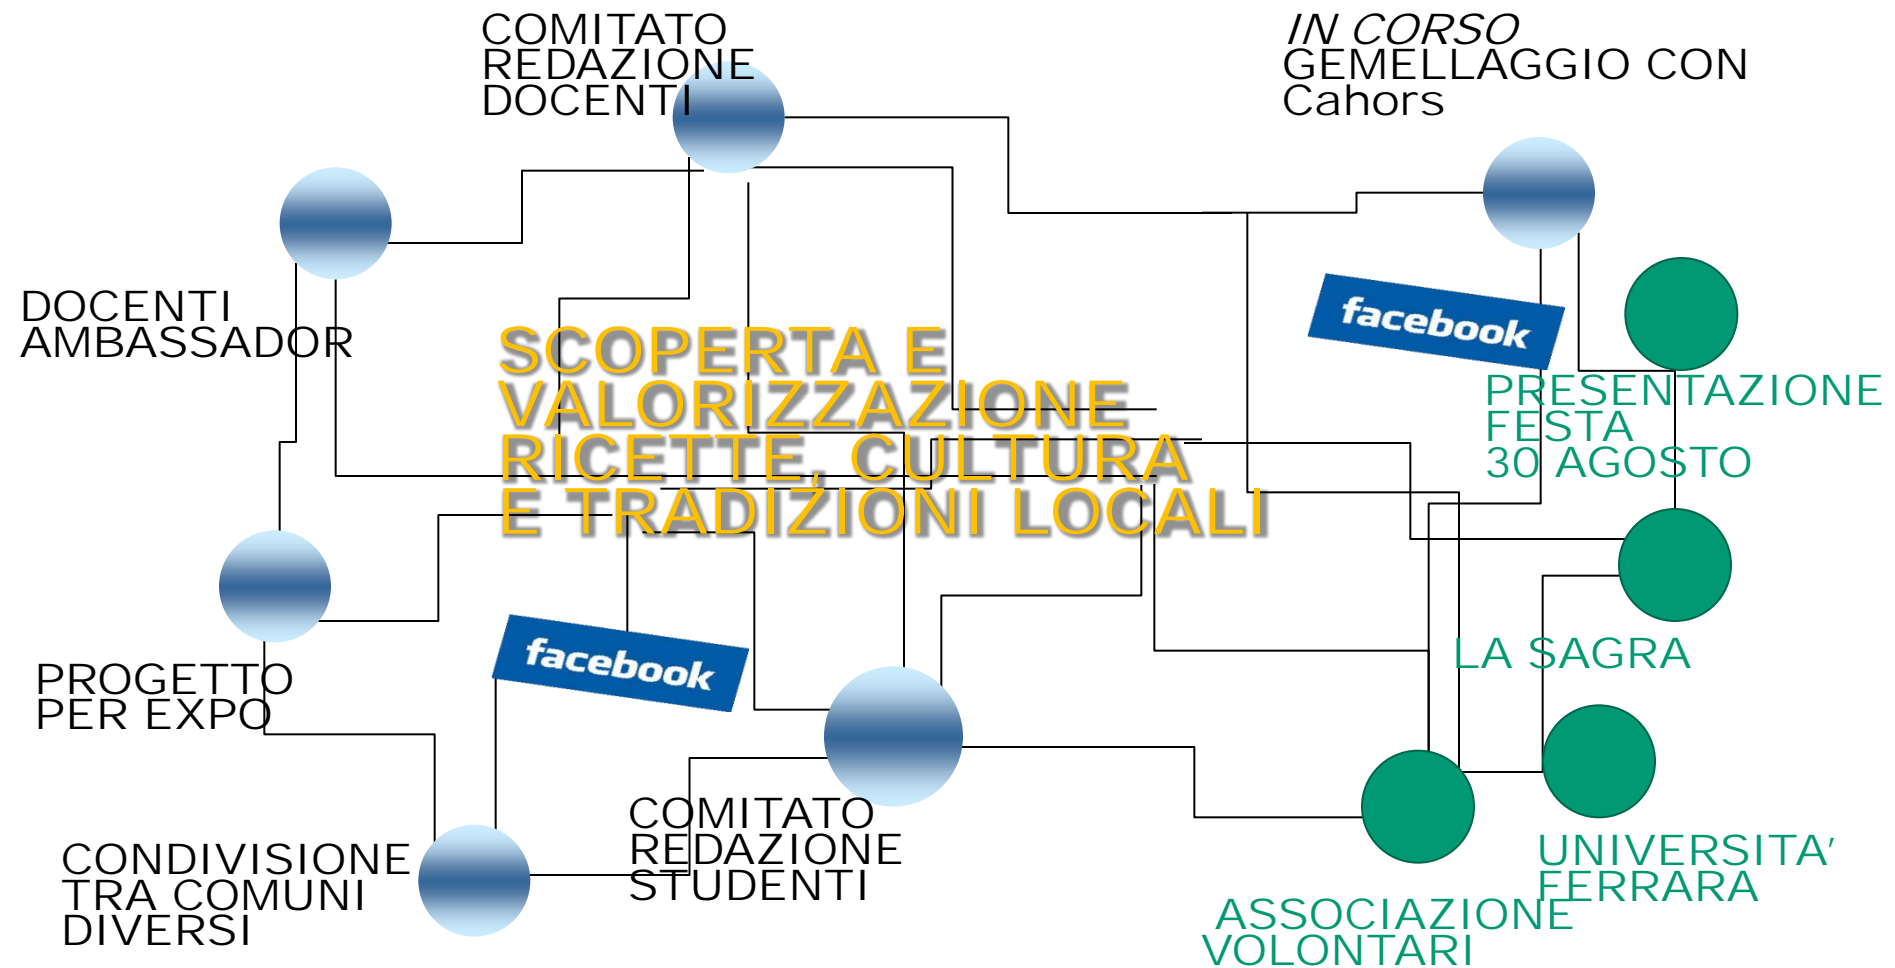 COMITATO
REDAZIONE
DOCENTI
IN CORSO
GEMELLAGGIO CON
Cahors
DOCENTI
AMBASSADOR
facebook
SCOPERTA E
VALORIZZAZIONE
RICETTE, CULTURA
E TRADIZIONI LOCALI
PRESENTAZIONE
FESTA
30 AGOSTO
facebook
LA SAGRA
PROGETTO
PER EXPO
COMITATO
REDAZIONE
STUDENTI
CONDIVISIONE
TRA COMUNI
DIVERSI
UNIVERSITA'
FERRARA
ASSOCIAZIONE
VOLONTARI